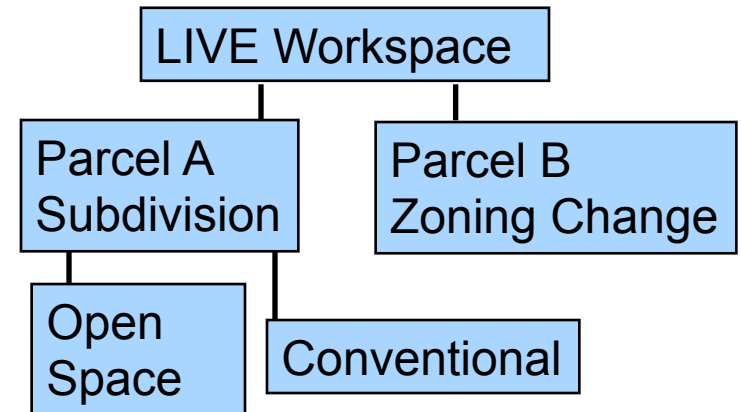 LIVE Workspace
Parcel A
Subdivision
Parcel B
Zoning Change
Open
Space
Conventional